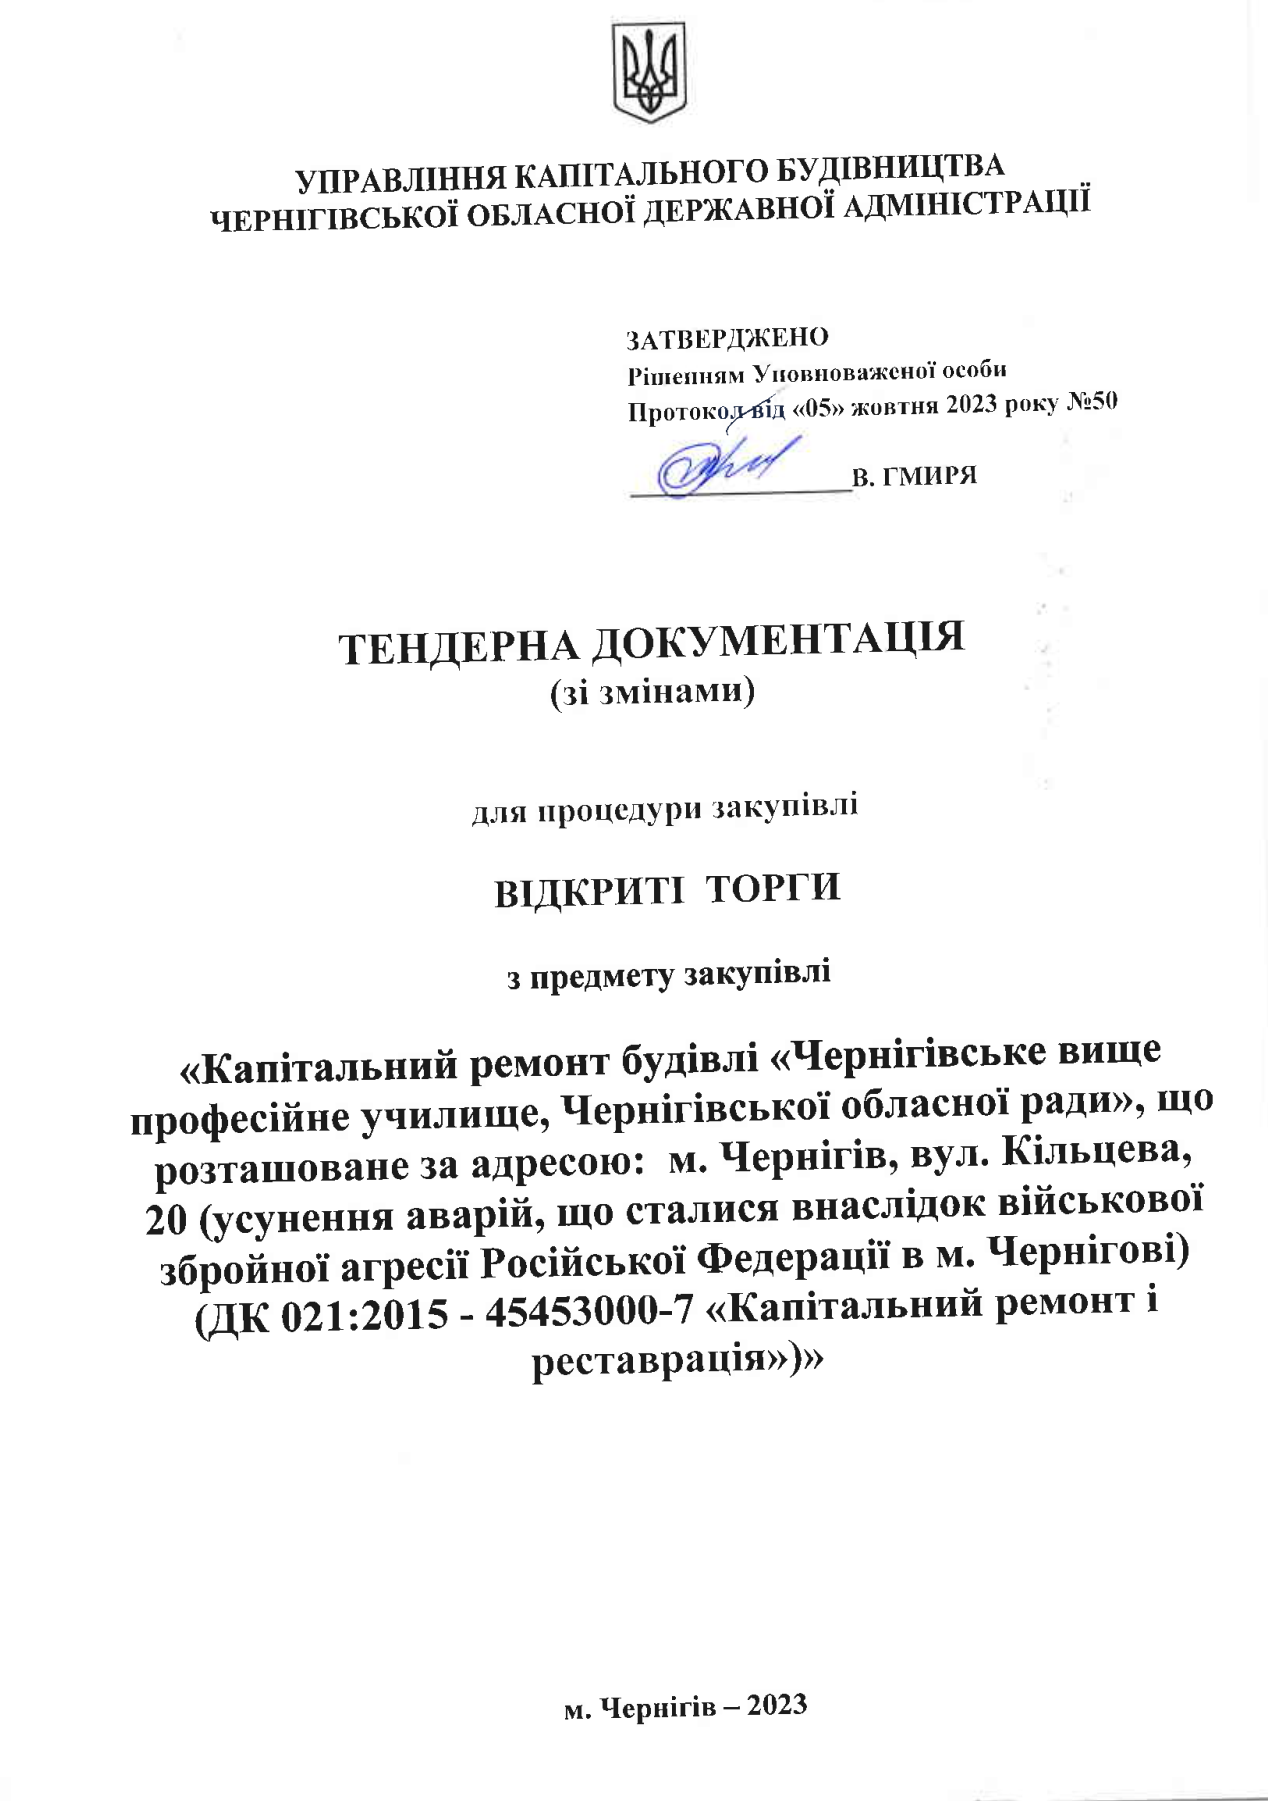 УПРАВЛІННЯ КАПІТАЛЬНОГО БУДІВНИЦТВА
ЧЕРНІГІВСЬКОЇ ОБЛАСНОЇ ДЕРЖАВНОЇ АДМІНІСТРАЦІЇ
ЗАТВЕРДЖЕНО
Рішенням Уповноваженої особи
Протокол від «05» жовтня 2023 року №50
В. ГМИРЯ
ТЕНДЕРНА ДОКУМЕНТАЦІЯ
(зі змінами)
для процедури закупівлі
ВІДКРИТІ ТОРГИ
з предмету закупівлі
«Капітальний ремонт будівлі «Чернігівське вище
професійне училище, Чернігівської обласної ради», що
розташоване за адресою: м. Чернігів, вул. Кільцева,
20 (усунення аварій, що сталися внаслідок військової
збройної агресії Російської Федерації в м. Чернігові)
(ДК 021:2015 - 45453000-7 «Капітальний ремонт і
реставрація»)»
м. Чернігів – 2023